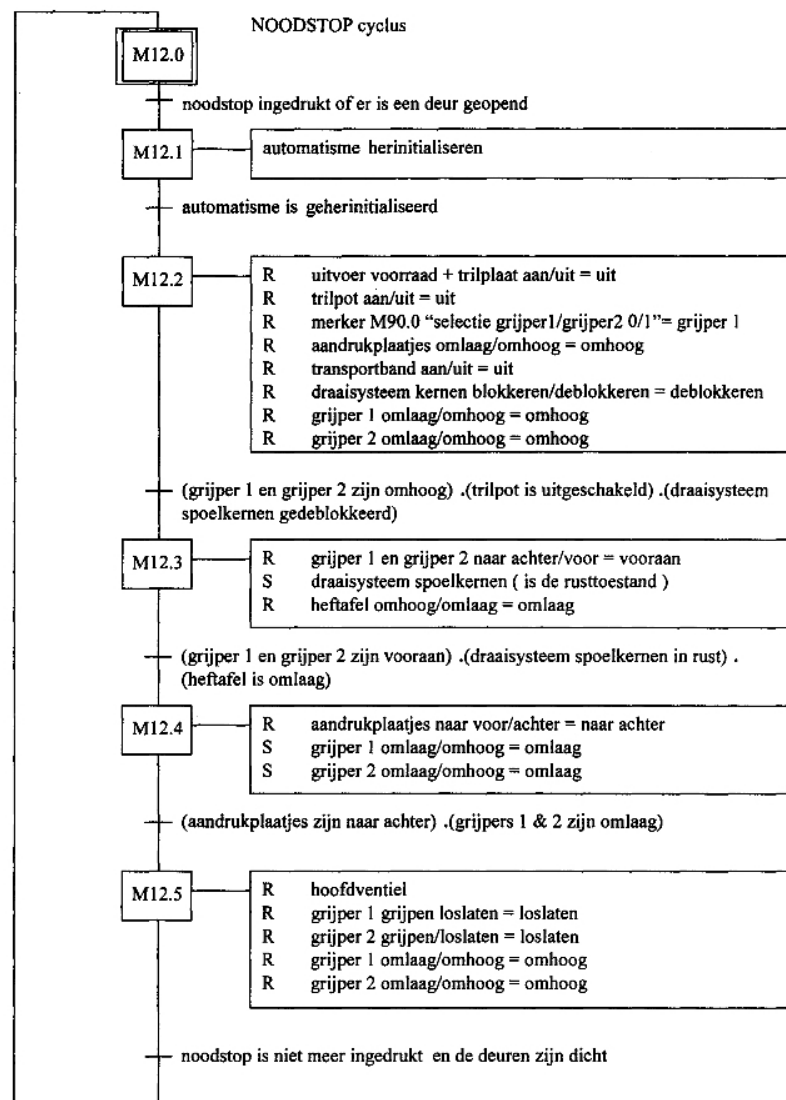 NOODSTOP cyclus
M12.0
noodstop ingedrukt of er is een deur geopend
M12.1
automatisme herinitialiseren
automatisme is geherinitialiseerd
M12.2
R uitvoer voorraad + trilplaat aan/uit = uit
R trilpot aan/uit = uit
R merker M90.0 “selectie grijper1/grijper2 0/1”= grijper 1
R aandrukplaatjes omlaag/omhoog = omhoog
R transportband aan/uit = uit
R draaisysteem kernen blokkeren/deblokkeren = deblokkeren
R grijper 1 omlaag/omhoog = omhoog
R grijper 2 omlaag/omhoog = omhoog
(grijper 1 en grijper 2 zijn omhoog) .(trilpot is uitgeschakeld) .(draaisysteem
spoelkernen gedeblokkeerd)
M12.3
R grijper 1 en grijper 2 naar achter/voor = vooraan
S draaisysteem spoelkernen ( is de rusttoestand )
R heftafel omhoog/omlaag = omlaag
(grijper 1 en grijper 2 zijn vooraan) .(draaisysteem spoelkernen in rust) .
(heftafel is omlaag)
M12.4
R aandrukplaatjes naar voor/achter = naar achter
S grijper 1 omlaag/omhoog = omlaag
S grijper 2 omlaag/omhoog = omlaag
(aandrukplaatjes zijn naar achter) .(grijpers 1 & 2 zijn omlaag)
M12.5
R hoofdventiel
R grijper 1 grijpen loslaten = loslaten
R grijper 2 grijpen/loslaten = loslaten
R grijper 1 omlaag/omhoog = omhoog
R grijper 2 omlaag/omhoog = omhoog
noodstop is niet meer ingedrukt en de deuren zijn dicht